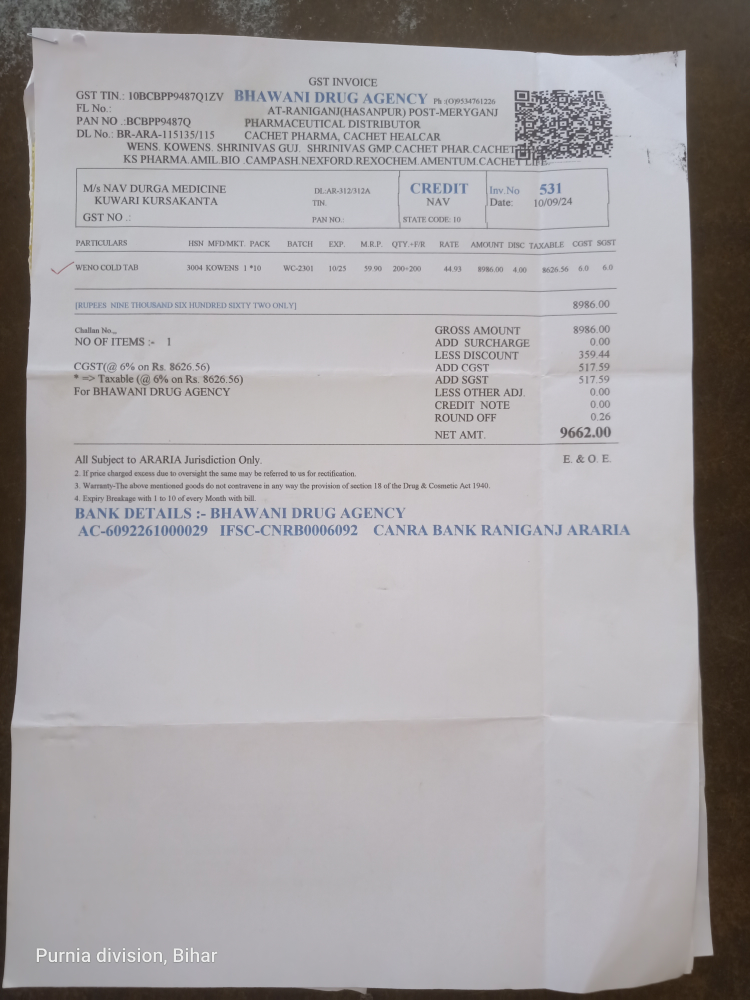 GST INVOICE
GST TIN.: 10BCBPP9487Q1ZV BHAWANI DRUG AGENCY Ph :(O)9534761226
FL No.: AT-RANIGANJ(HASANPUR) POST-MERYGANJ
PAN NO .:BCBPP9487Q PHARMACEUTICAL DISTRIBUTOR
DL No.: BR-ARA-115135/115 CACHET PHARMA, CACHET HEALCAR
WENS. KOWENS. SHRINIVAS GUJ. SHRINIVAS GMP.CACHET PHAR.CACHET
KS PHARMA.AMIL.BIO .CAMPASH.NEXFORD.REXOCHEM.AMENTUM.CACHET LIFE
M/s NAV DURGA MEDICINE DL:AR-312/312A CREDIT Inv.No 531
KUWARI KURSAKANTA TIN. NAV Date: 10/09/24
GST NO .: PAN NO.: STATE CODE: 10
PARTICULARS HSN MFD/MKT. PACK BATCH EXP. M.R.P. QTY.+F/R RATE AMOUNT DISC TAXABLE CGST SGST
WENO COLD TAB 3004 KOWENS 1 *10 WC-2301 10/25 59.90 200+200 44.93 8986.00 4.00 8626.56 6.0 6.0
[RUPEES NINE THOUSAND SIX HUNDRED SIXTY TWO ONLY] 8986.00
Challan No.,, GROSS AMOUNT 8986.00
NO OF ITEMS :- 1 ADD SURCHARGE 0.00
LESS DISCOUNT 359.44
CGST(@ 6% on Rs. 8626.56) ADD CGST 517.59
* => Taxable (@ 6% on Rs. 8626.56) ADD SGST 517.59
For BHAWANI DRUG AGENCY LESS OTHER ADJ. 0.00
CREDIT NOTE 0.00
ROUND OFF 0.26
NET AMT. 9662.00
All Subject to ARARIA Jurisdiction Only. E. & O. E.
2. If price charged excess due to oversight the same may be referred to us for rectification.
3. Warranty-The above mentioned goods do not contravene in any way the provision of section 18 of the Drug & Cosmetic Act 1940.
4. Expiry Breakage with 1 to 10 of every Month with bill.
BANK DETAILS :- BHAWANI DRUG AGENCY
AC-6092261000029 IFSC-CNRB0006092 CANRA BANK RANIGANJ ARARIA
Purnia division, Bihar